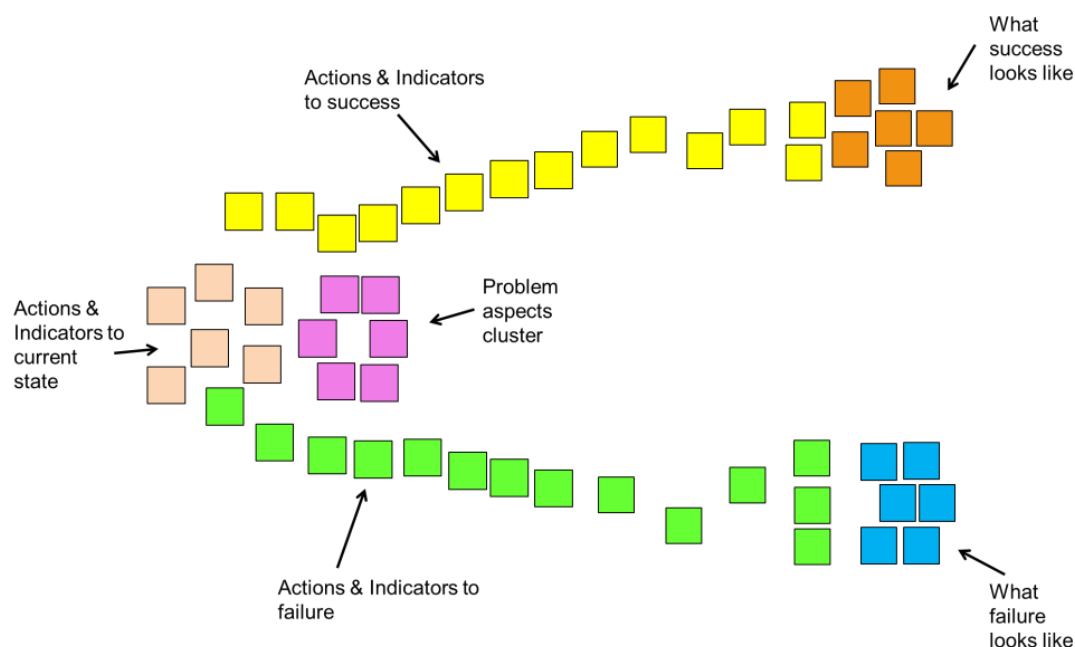 What
success
looks like
Actions & Indicators
to success
Problem
aspects
cluster
Actions &
Indicators to
current
state
Actions & Indicators to
failure
What
failure
looks like